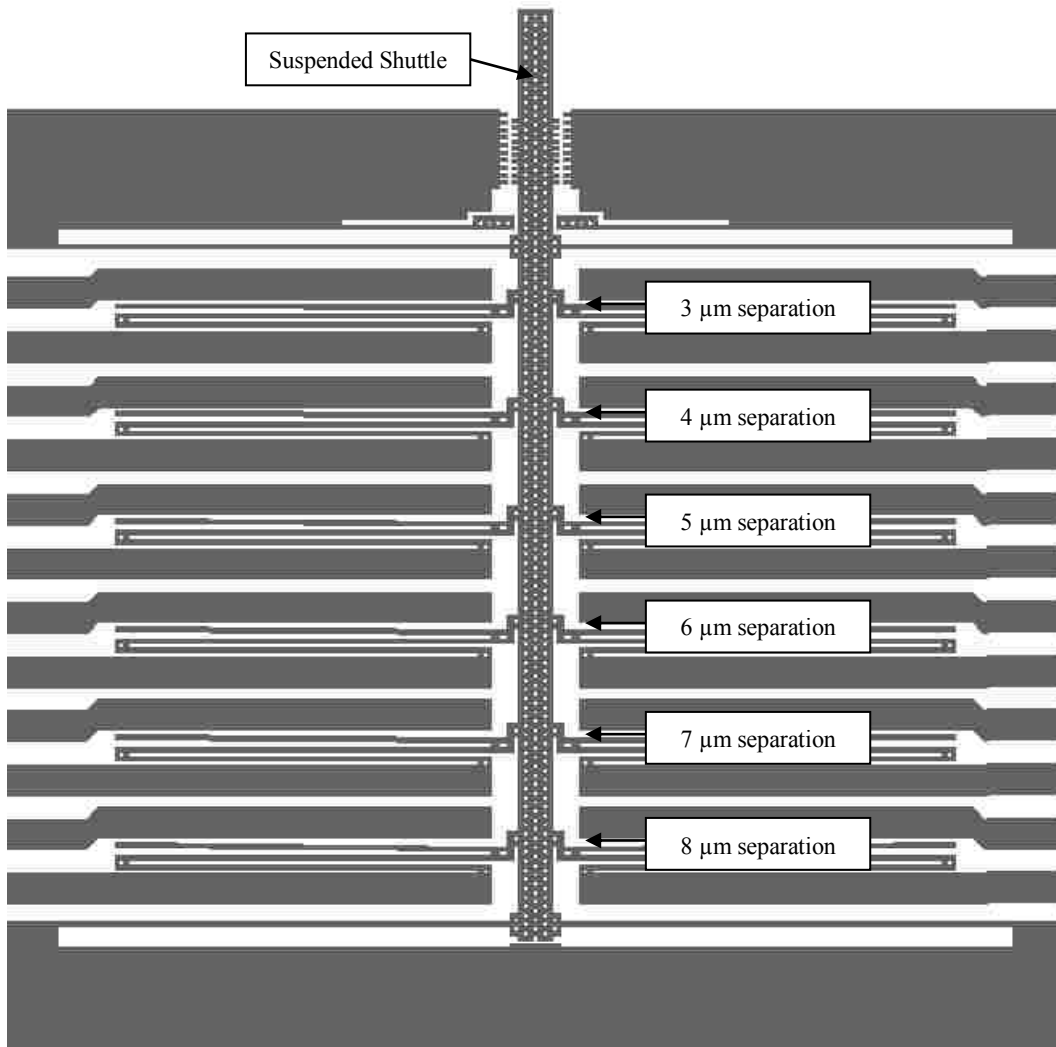 Suspended Shuttle
3 µm separation
4 µm separation
5 µm separation
6 µm separation
7 µm separation
8 µm separation